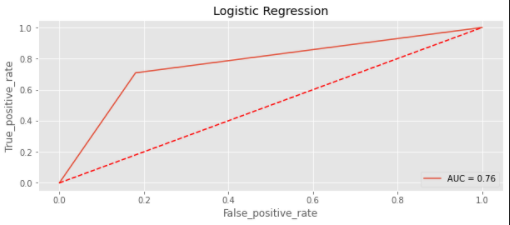 Logistic Regression
True_positive_rate
1.0
0.8
0.6
0.4
0.2
0.0
AUC = 0.76
0.0 0.2 0.4 0.6 0.8 1.0
False_positive_rate